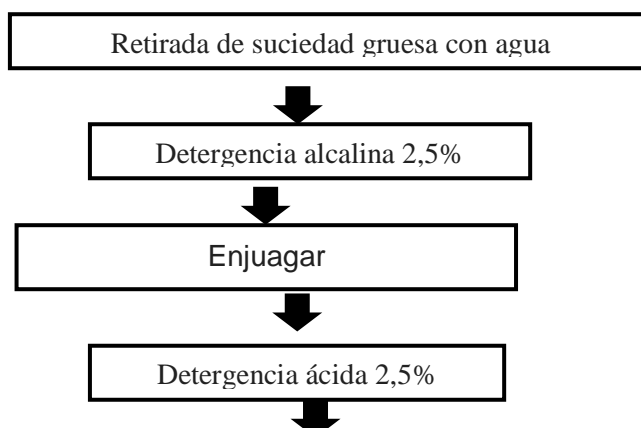 Retirada de suciedad gruesa con agua
Detergencia alcalina 2,5%
Enjuagar
Detergencia ácida 2,5%